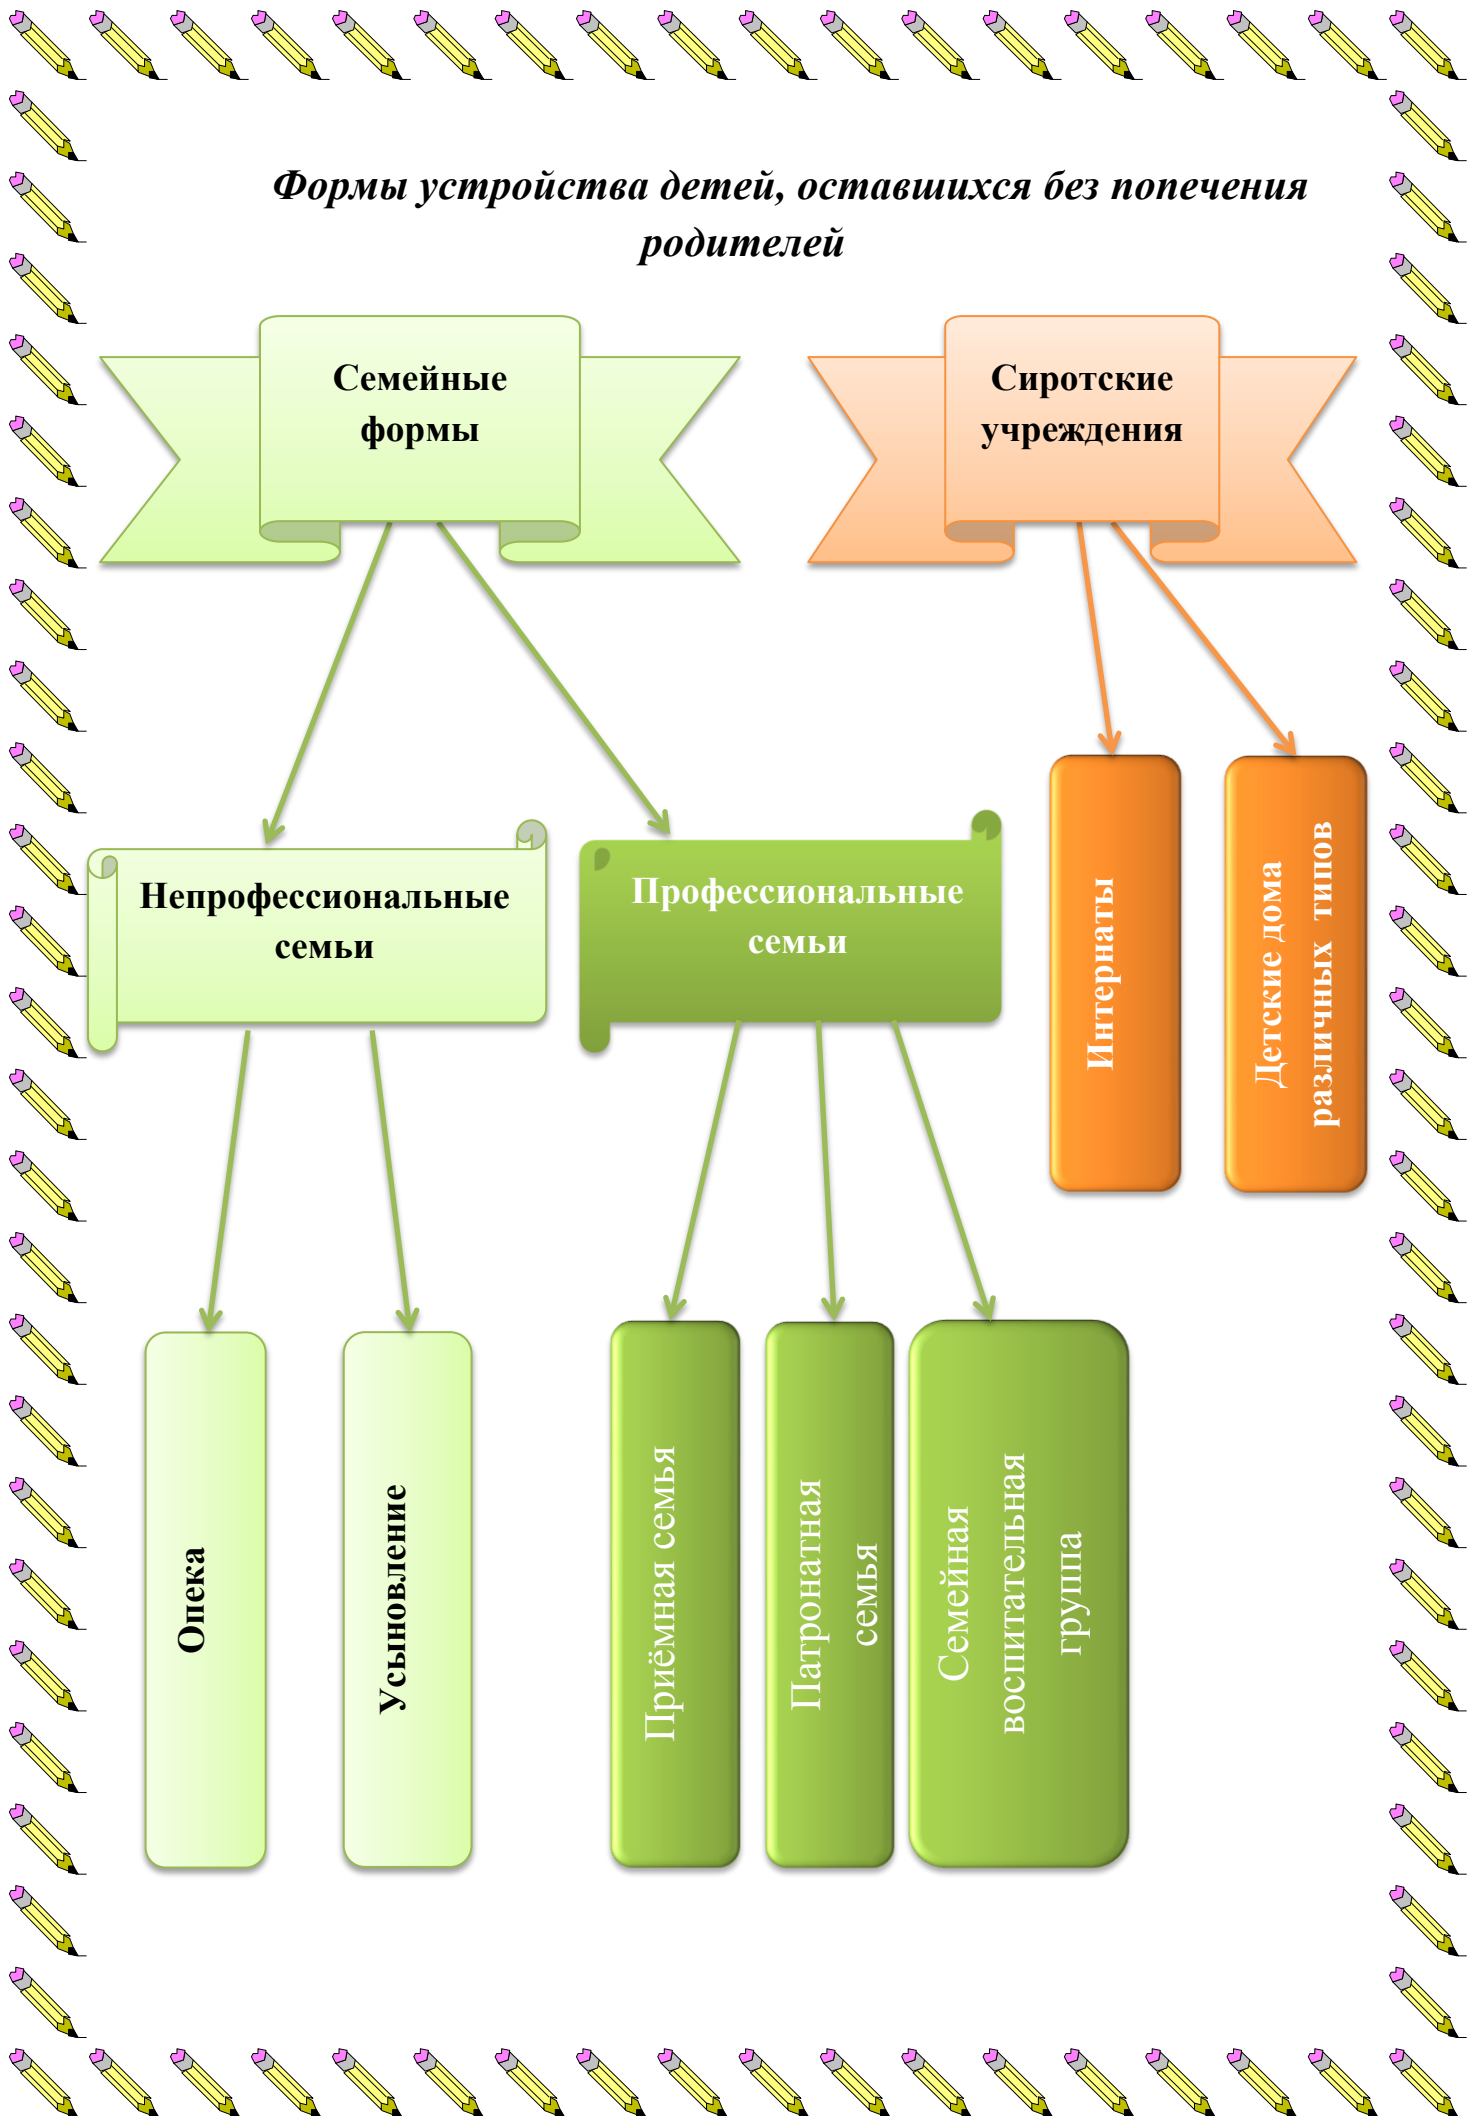 Формы устройства детей, оставшихся без попечения
родителей
Семейные
формы
Сиротские
учреждения
Непрофессиональные
семьи
Профессиональные
семьи
Интернаты
Детские дома
различных типов
Опека
Усыновление
Приёмная семья
Патронатная
семья
Семейная
воспитательная
группа